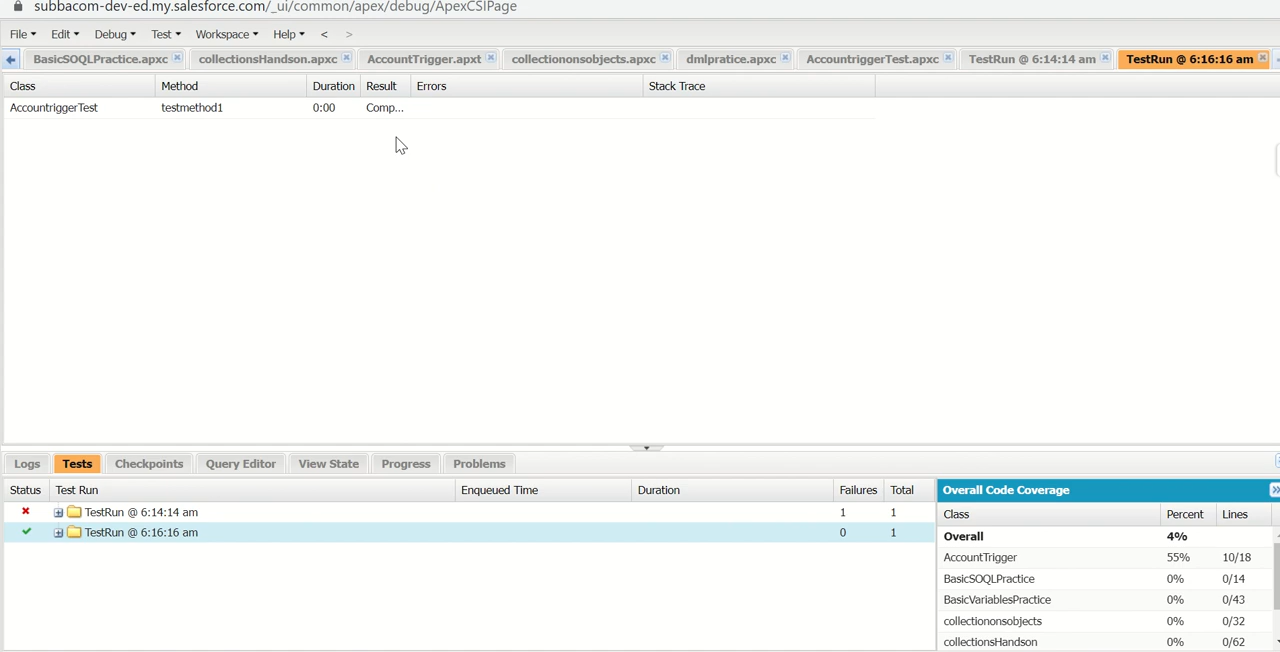 subbacom-dev-ed.my.salesforce.com/_ui/common/apex/debug/ApexCSIPage
File Edit Debug Test Workspace Help < >
BasicSOQLPractice.apxc collectionsHandson.apxc AccountTrigger.apxt collectiononsobjects.apxc dmlpratice.apxc AccountriggerTest.apxc TestRun @ 6:14:14 am TestRun @ 6:16:16 am
Class Method Duration Result Errors Stack Trace
AccountriggerTest testmethod1 0:00 Comp...
Logs Tests Checkpoints Query Editor View State Progress Problems
Status Test Run Enqueued Time Duration Failures Total
TestRun @ 6:14:14 am 1 1
TestRun @ 6:16:16 am 0 1
Overall Code Coverage
Class Percent Lines
Overall 4%
AccountTrigger 55% 10/18
BasicSOQLPractice 0% 0/14
BasicVariablesPractice 0% 0/43
collectiononsobjects 0% 0/32
collectionsHandson 0% 0/62